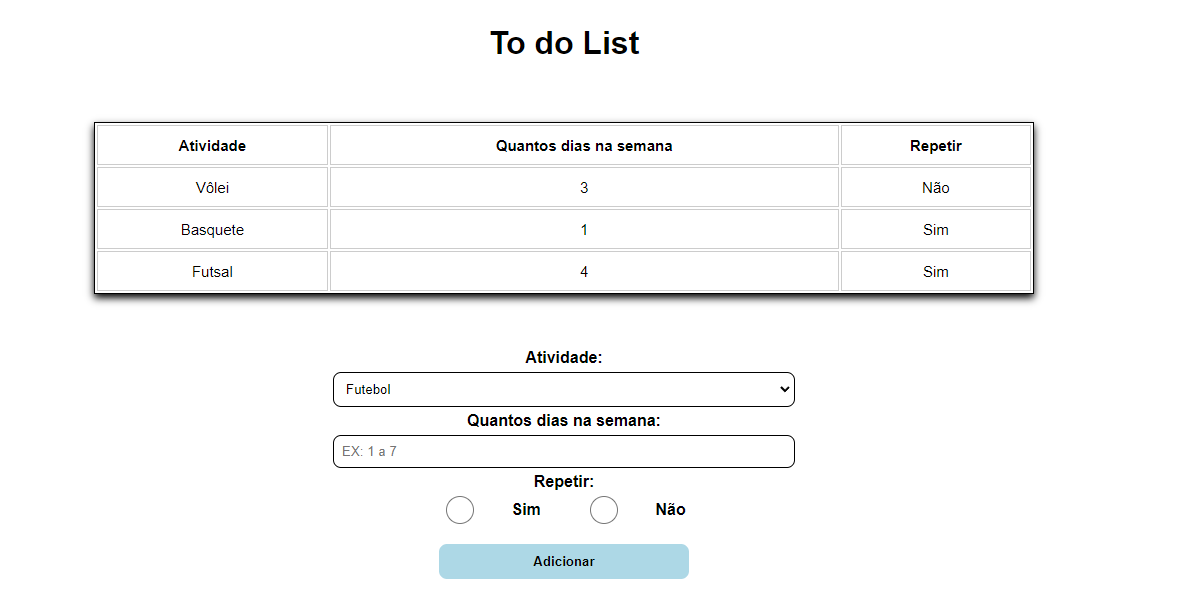 To do List
Atividade Quantos dias na semana Repetir
Vôlei 3 Não
Basquete 1 Sim
Futsal 4 Sim
Atividade:
Futebol
Quantos dias na semana:
EX: 1 a 7
Repetir:
Sim Não
Adicionar